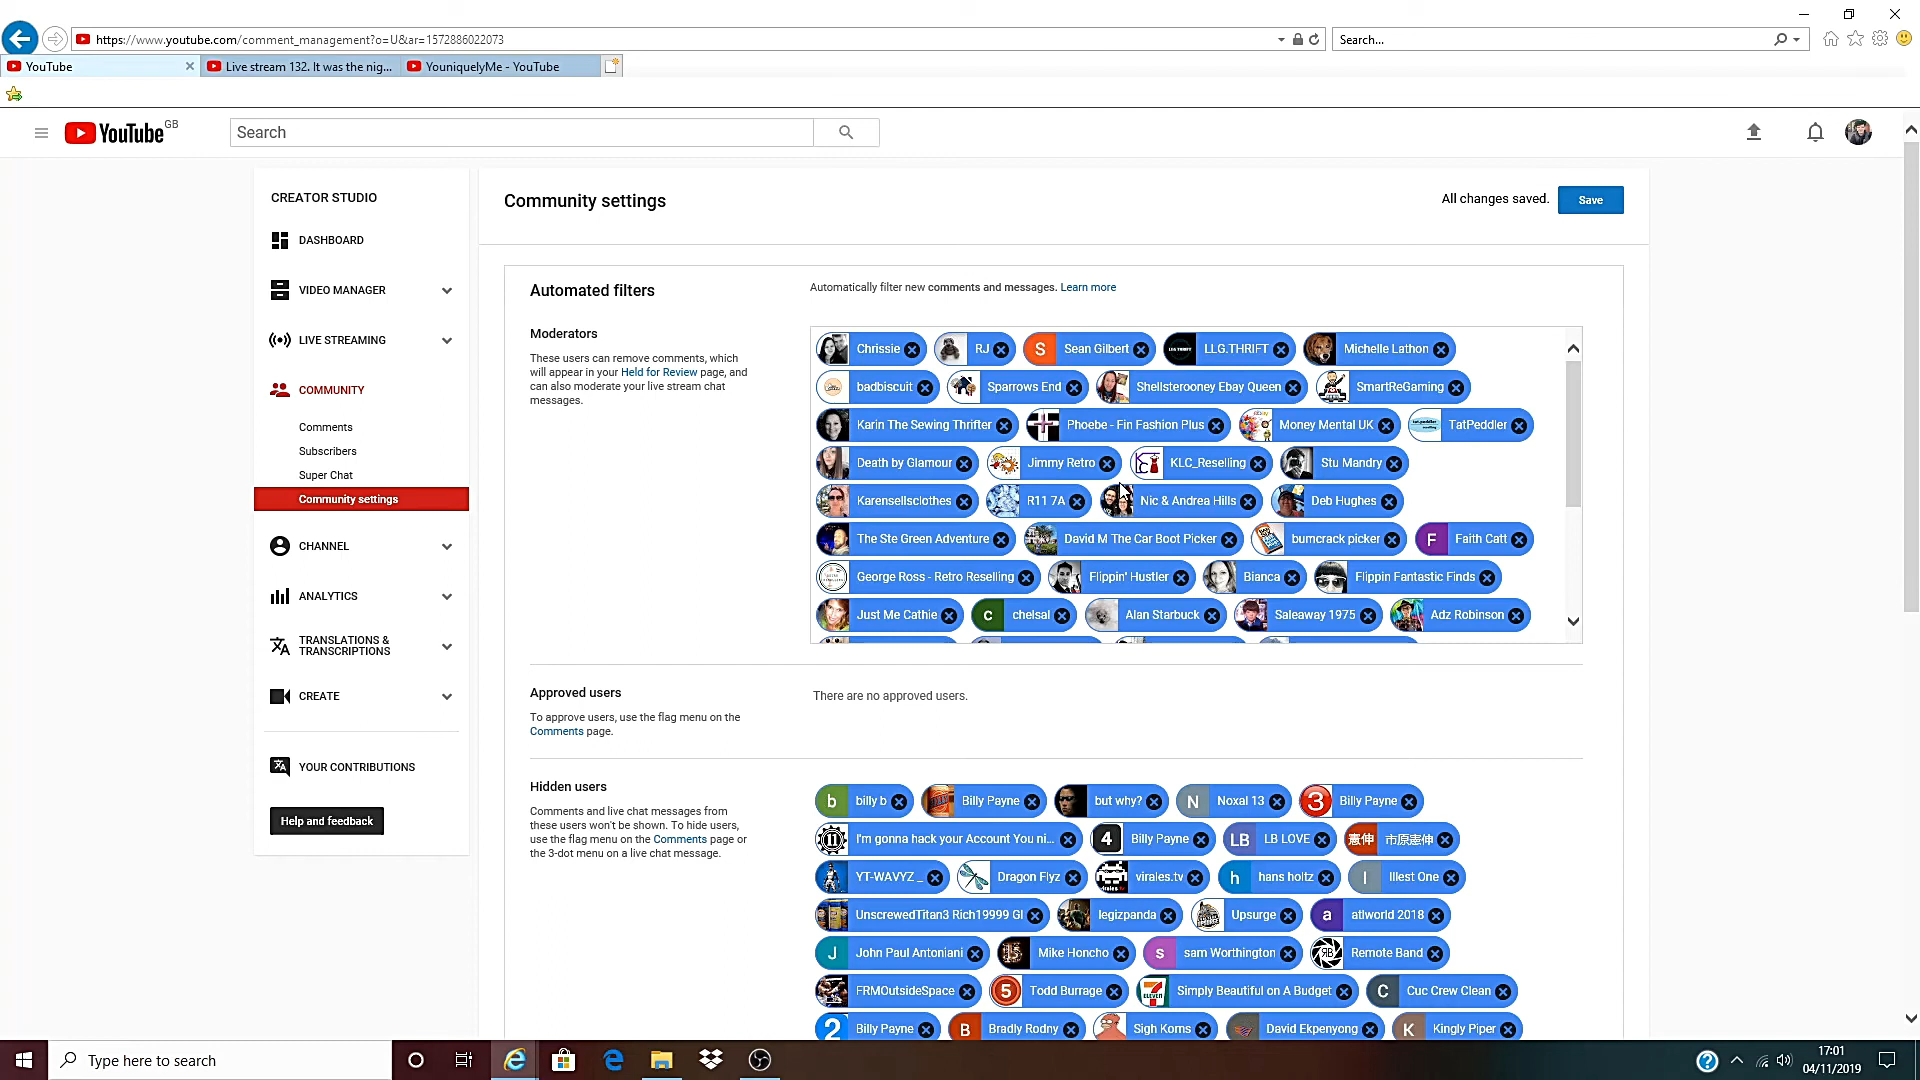 https://www.youtube.com/comment_management?o=U&ar=1572886022073
Search...
YouTube
Live stream 132. It was the nig...
YouniquelyMe - YouTube
YouTube GB
Search
CREATOR STUDIO
DASHBOARD
VIDEO MANAGER
LIVE STREAMING
COMMUNITY
Comments
Subscribers
Super Chat
Community settings
CHANNEL
ANALYTICS
TRANSLATIONS &
TRANSCRIPTIONS
CREATE
YOUR CONTRIBUTIONS
Help and feedback
Community settings
All changes saved.
Save
Automated filters
Automatically filter new comments and messages. Learn more
Moderators
These users can remove comments, which
will appear in your Held for Review page, and
can also moderate your live stream chat
messages.
Chrissie RJ S Sean Gilbert LLG.THRIFT Michelle Lathon
badbiscuit Sparrows End Shellsterooney Ebay Queen SmartReGaming
Karin The Sewing Thrifter Phoebe - Fin Fashion Plus Money Mental UK TatPeddler
Death by Glamour Jimmy Retro KLC_Reselling Stu Mandry
Karensellsclothes R11 7A Nic & Andrea Hills Deb Hughes
The Ste Green Adventure David M The Car Boot Picker bumcrack picker F Faith Catt
George Ross - Retro Reselling Flippin' Hustler Bianca Flippin Fantastic Finds
Just Me Cathie c chelsal Alan Starbuck Saleaway 1975 Adz Robinson
Approved users
To approve users, use the flag menu on the
Comments page.
There are no approved users.
Hidden users
Comments and live chat messages from
these users won't be shown. To hide users,
use the flag menu on the Comments page or
the 3-dot menu on a live chat message.
b billy b Billy Payne but why? N Noxal 13 3 Billy Payne
I'm gonna hack your Account You ni... 4 Billy Payne LB LB LOVE 憲伸 市原憲伸
YT-WAVYZ _ Dragon Flyz virales.tv h hans holtz I Illest One
UnscrewedTitan3 Rich19999 GI legizpanda Upsurge a atlworld 2018
J John Paul Antoniani Mike Honcho s sam Worthington Remote Band
FRMOutsideSpace 5 Todd Burrage Simply Beautiful on A Budget C Cuc Crew Clean
2 Billy Payne B Bradly Rodny Sigh Koms David Ekpenyong K Kingly Piper
Type here to search
17:01
04/11/2019